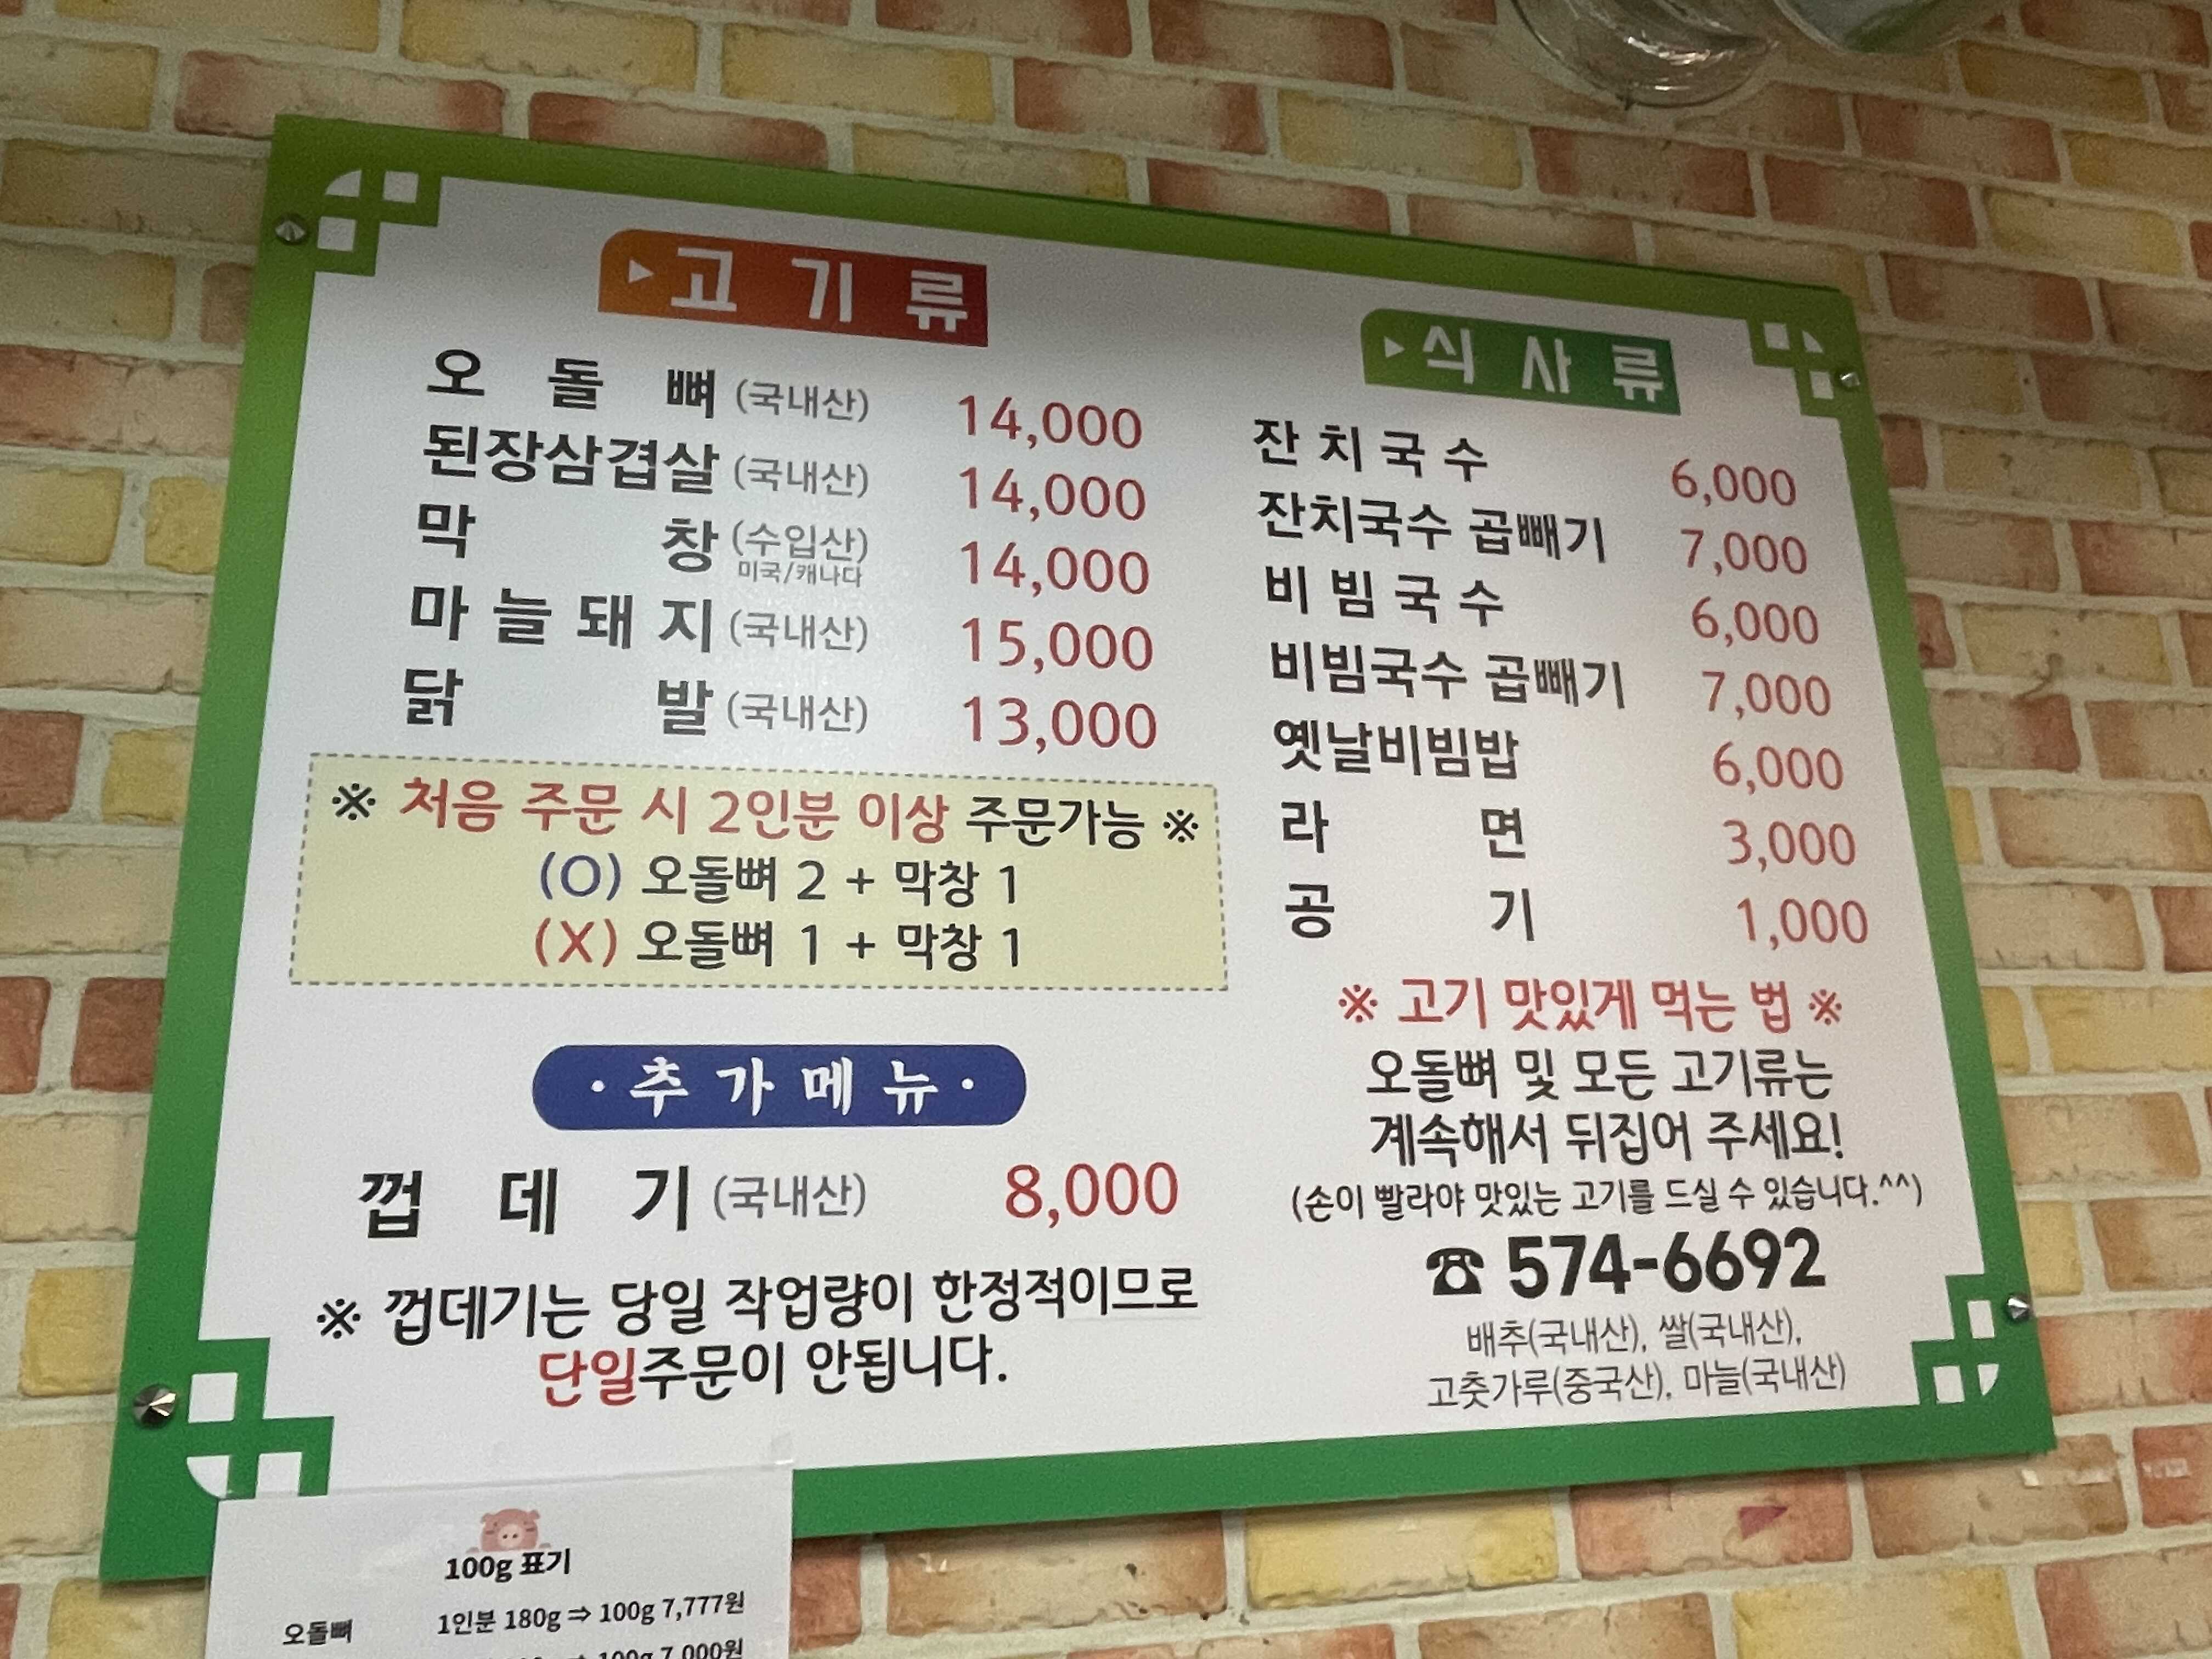 ▶고기류
오돌뼈(국내산) 14,000
된장삼겹살(국내산) 14,000
막창(수입산) 14,000
미국/캐나다
마늘돼지(국내산) 15,000
닭발(국내산) 13,000
※ 처음 주문 시 2인분 이상 주문가능 ※
(O) 오돌뼈 2 + 막창 1
(X) 오돌뼈 1 + 막창 1
·추가메뉴·
껍데기(국내산) 8,000
※ 껍데기는 당일 작업량이 한정적이므로
단일주문이 안됩니다.
▶식사류
잔치국수 6,000
잔치국수 곱빼기 7,000
비빔국수 6,000
비빔국수 곱빼기 7,000
옛날비빔밥 6,000
라면 3,000
공기 1,000
※ 고기 맛있게 먹는 법 ※
오돌뼈 및 모든 고기류는
계속해서 뒤집어 주세요!
(손이 빨라야 맛있는 고기를 드실 수 있습니다.^^)
☎ 574-6692
배추(국내산), 쌀(국내산),
고춧가루(중국산), 마늘(국내산)
100g 표기
오돌뼈 1인분 180g ⇒ 100g 7,777원
⇒ 100g 7,000원